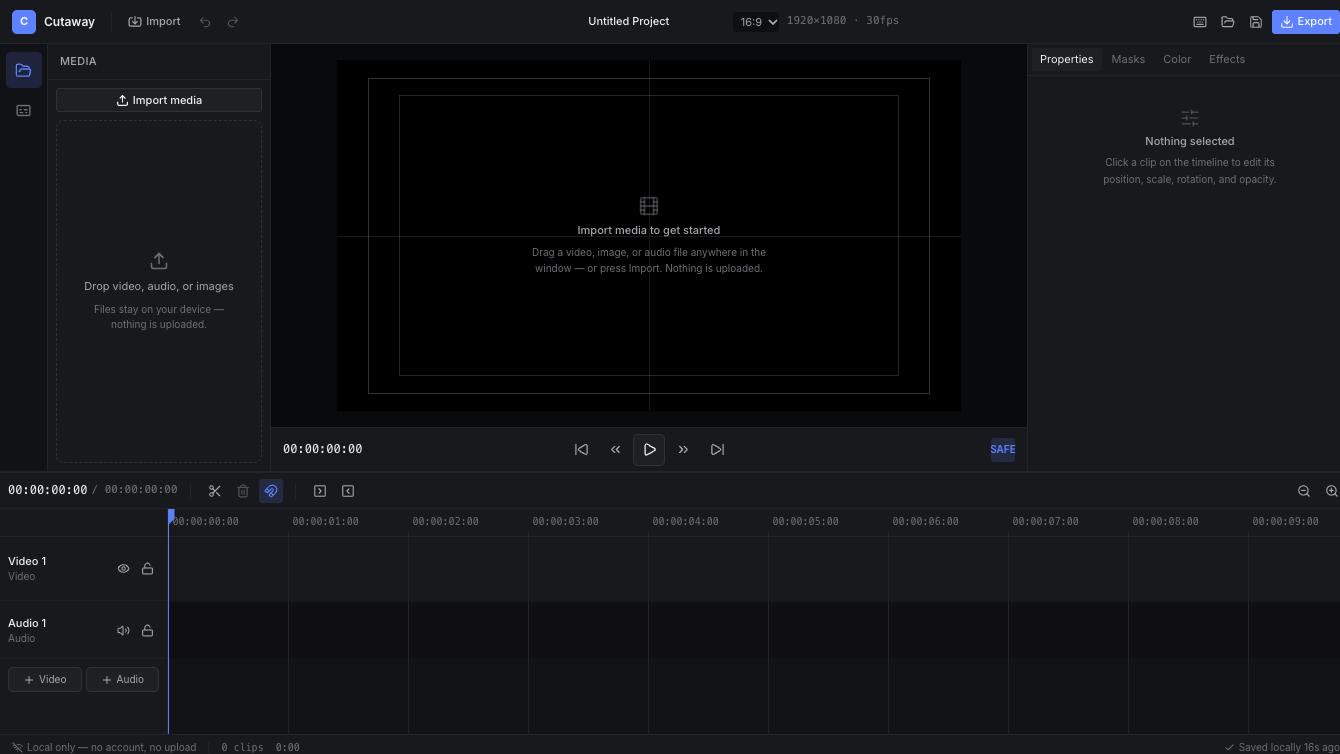 C Cutaway Import Untitled Project 16:9 1920×1080 · 30fps Export
MEDIA
Import media
Drop video, audio, or images
Files stay on your device —
nothing is uploaded.
Import media to get started
Drag a video, image, or audio file anywhere in the
window — or press Import. Nothing is uploaded.
00:00:00:00
SAFE
Properties Masks Color Effects
Nothing selected
Click a clip on the timeline to edit its
position, scale, rotation, and opacity.
00:00:00:00 / 00:00:00:00
00:00:00:00 00:00:01:00 00:00:02:00 00:00:03:00 00:00:04:00 00:00:05:00 00:00:06:00 00:00:07:00 00:00:08:00 00:00:09:00
Video 1
Video
Audio 1
Audio
+ Video + Audio
Local only — no account, no upload 0 clips 0:00 Saved locally 16s ago